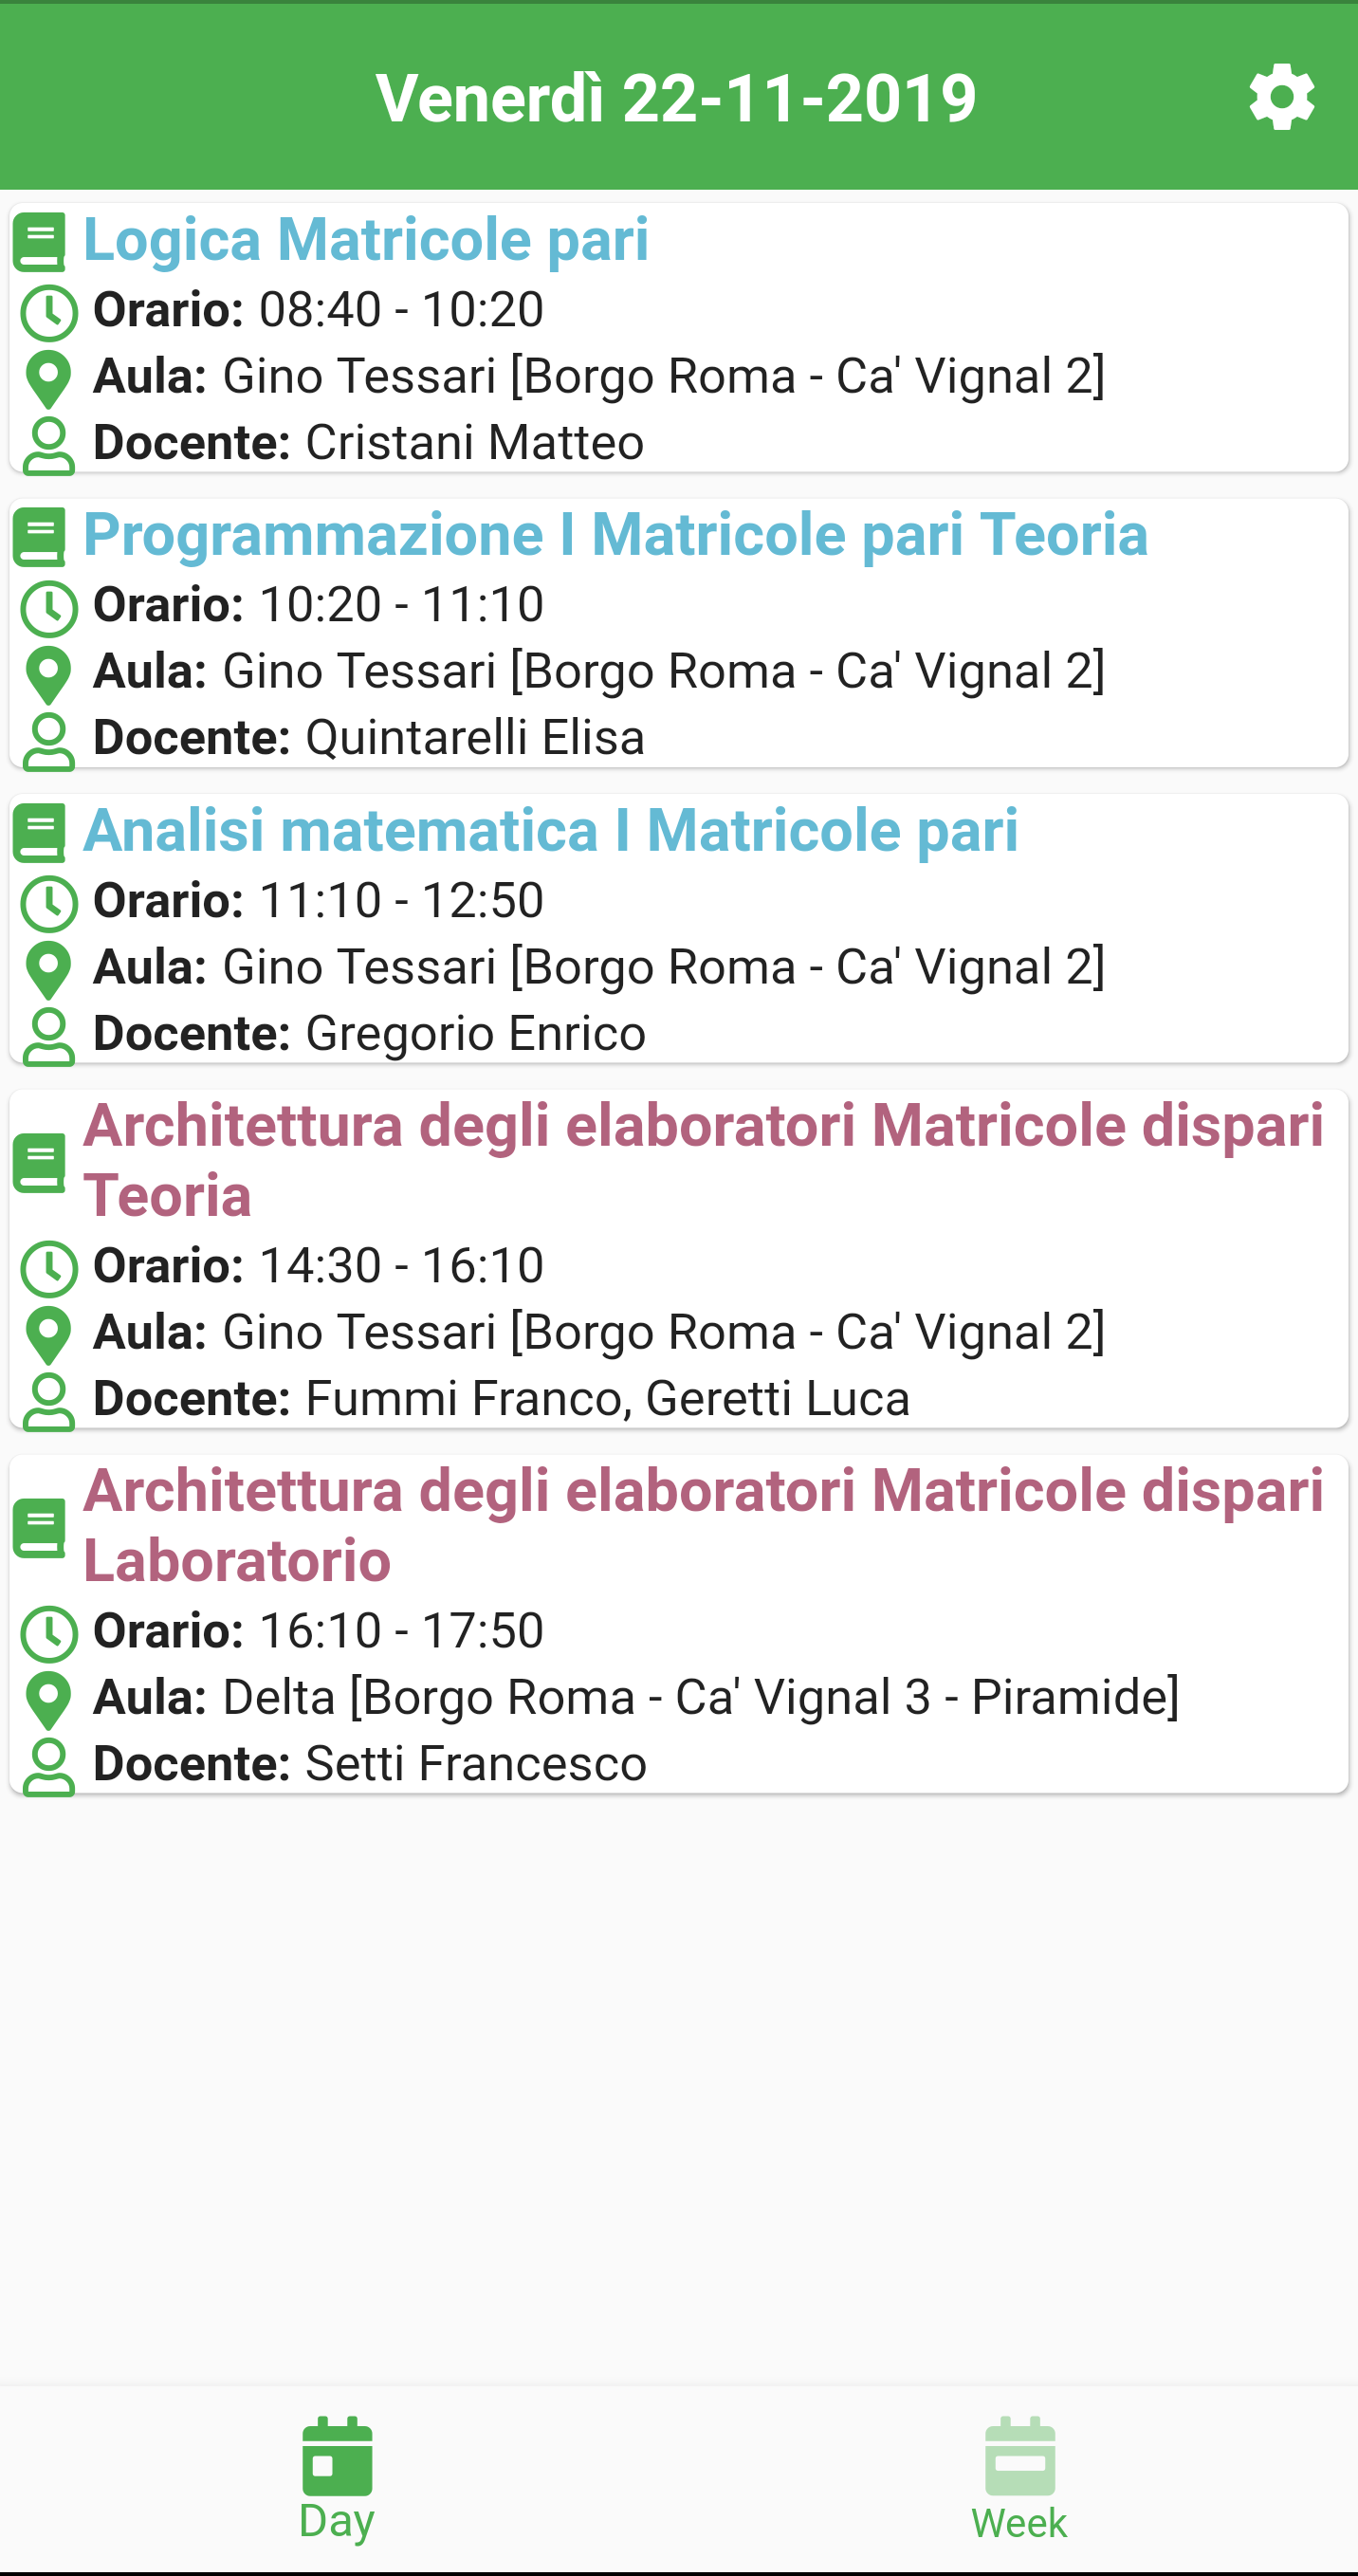 Venerdì 22-11-2019
Logica Matricole pari
Orario: 08:40 - 10:20
Aula: Gino Tessari [Borgo Roma - Ca' Vignal 2]
Docente: Cristani Matteo
Programmazione I Matricole pari Teoria
Orario: 10:20 - 11:10
Aula: Gino Tessari [Borgo Roma - Ca' Vignal 2]
Docente: Quintarelli Elisa
Analisi matematica I Matricole pari
Orario: 11:10 - 12:50
Aula: Gino Tessari [Borgo Roma - Ca' Vignal 2]
Docente: Gregorio Enrico
Architettura degli elaboratori Matricole dispari
Teoria
Orario: 14:30 - 16:10
Aula: Gino Tessari [Borgo Roma - Ca' Vignal 2]
Docente: Fummi Franco, Geretti Luca
Architettura degli elaboratori Matricole dispari
Laboratorio
Orario: 16:10 - 17:50
Aula: Delta [Borgo Roma - Ca' Vignal 3 - Piramide]
Docente: Setti Francesco
Day
Week